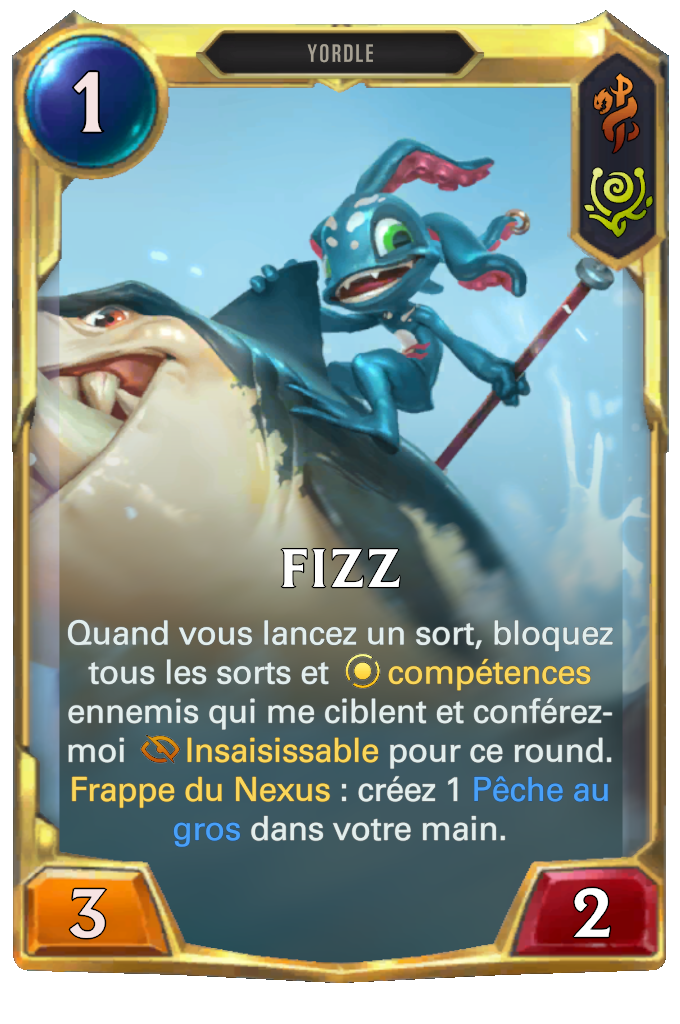 YORDLE
1
FIZZ
Quand vous lancez un sort, bloquez
tous les sorts et compétences
ennemis qui me ciblent et conférez-
moi Insaisissable pour ce round.
Frappe du Nexus : créez 1 Pêche au
gros dans votre main.
3
2